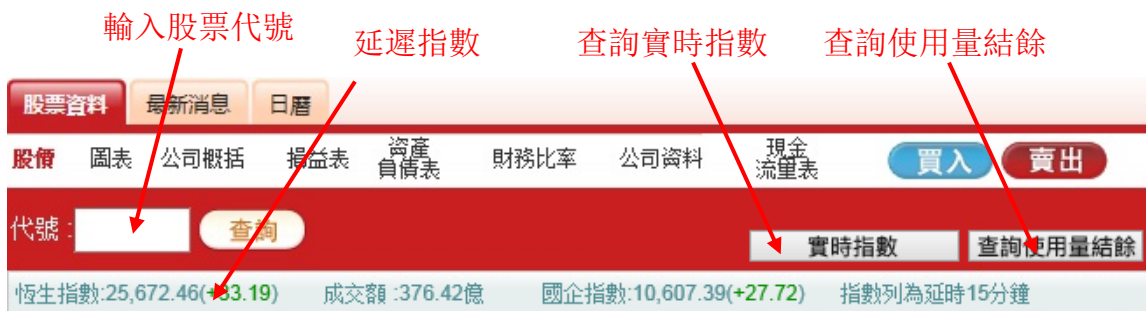 輸入股票代號 延遲指數 查詢實時指數 查詢使用量結餘
股票資料 最新消息 日曆
股價 圖表 公司概括 損益表 資產負債表 財務比率 公司資料 現金流量表 買入 賣出
代號: 查詢
實時指數 查詢使用量結餘
恆生指數:25,672.46(+33.19) 成交額 :376.42億 國企指數:10,607.39(+27.72) 指數列為延時15分鐘